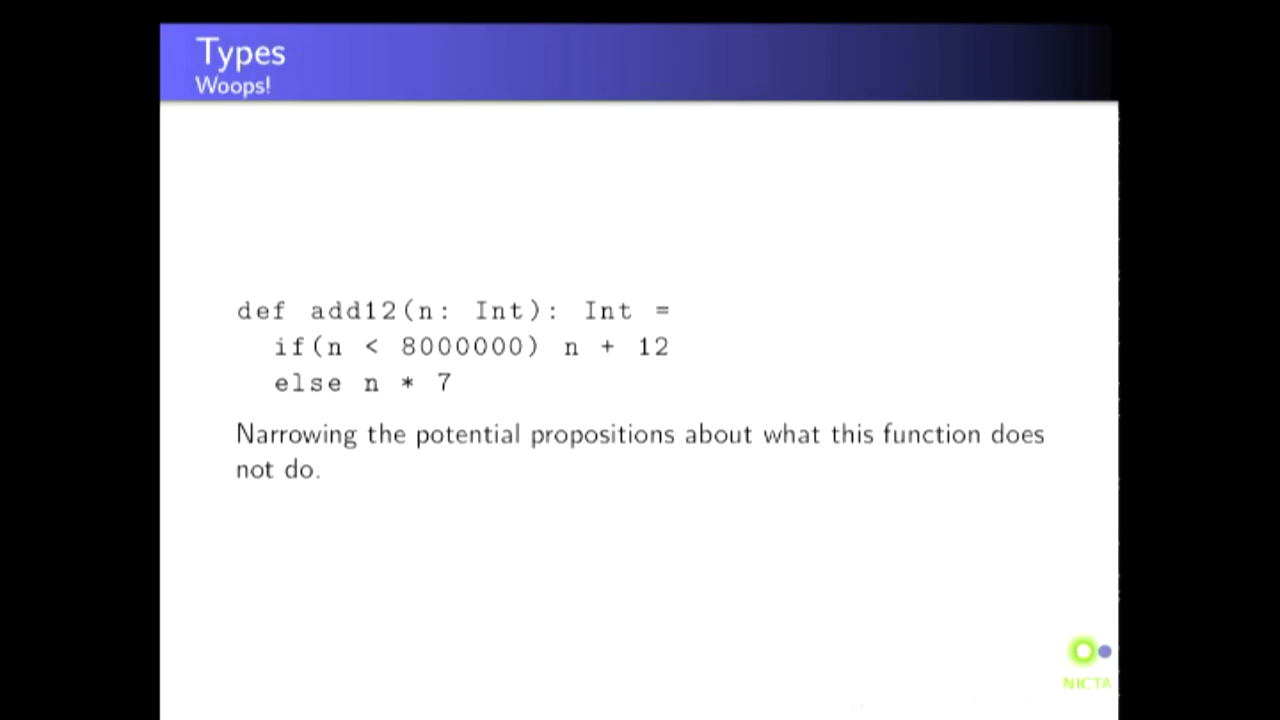 Types
Woops!
def add12(n: Int): Int =
if(n < 8000000) n + 12
else n * 7
Narrowing the potential propositions about what this function does
not do.
NICTA